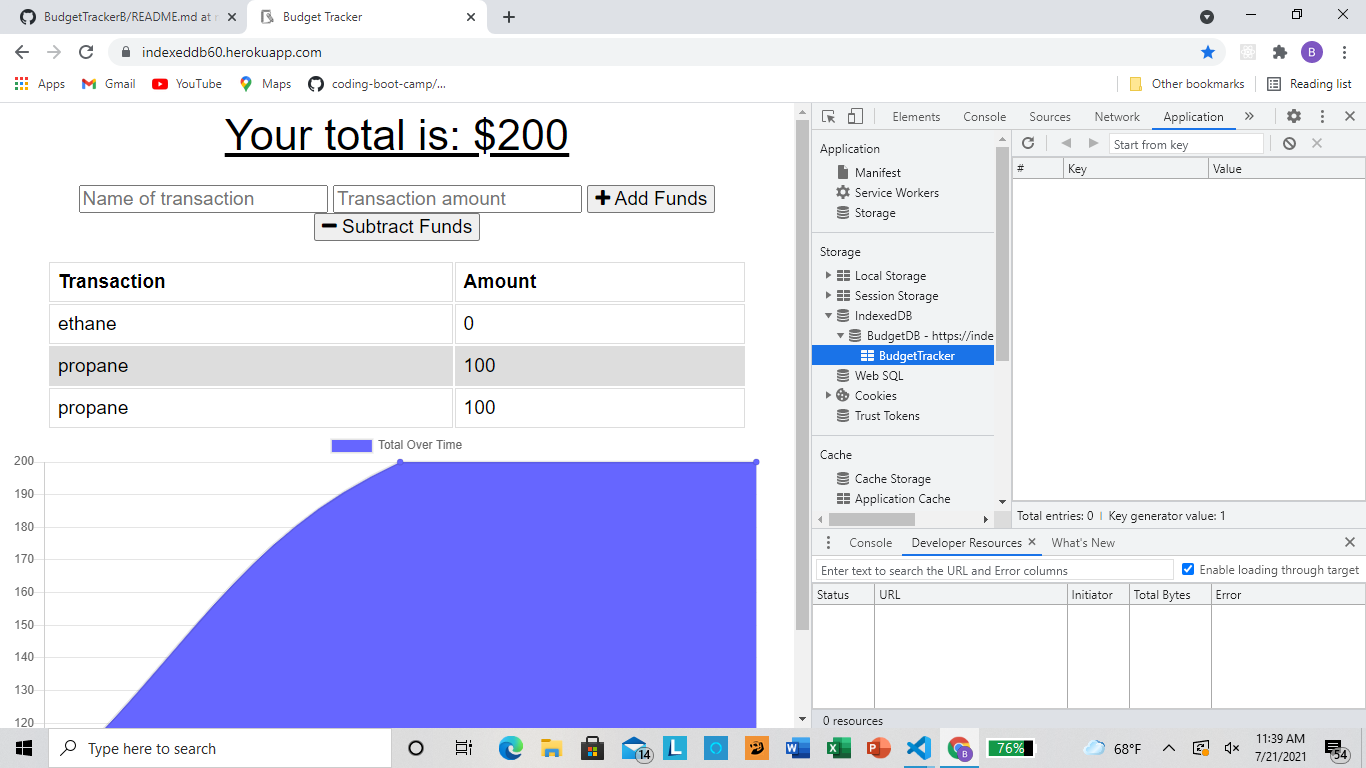 BudgetTrackerB/README.md at
Budget Tracker
indexeddb60.herokuapp.com
B
Apps
Gmail
YouTube
Maps
coding-boot-camp/...
Other bookmarks
Reading list
Your total is: $200
Name of transaction
Transaction amount
Add Funds
Subtract Funds
Transaction Amount
ethane 0
propane 100
propane 100
Total Over Time
200
190
180
170
160
150
140
130
120
Elements Console Sources Network Application »
Application
Manifest
Service Workers
Storage
Storage
Local Storage
Session Storage
IndexedDB
BudgetDB - https://inde
BudgetTracker
Web SQL
Cookies
Trust Tokens
Cache
Cache Storage
Application Cache
Start from key
# Key Value
Total entries: 0 Key generator value: 1
Console Developer Resources What's New
Enter text to search the URL and Error columns
Enable loading through target
Status URL Initiator Total Bytes Error
0 resources
Type here to search
14
L
B
76%
68°F
11:39 AM
7/21/2021
54